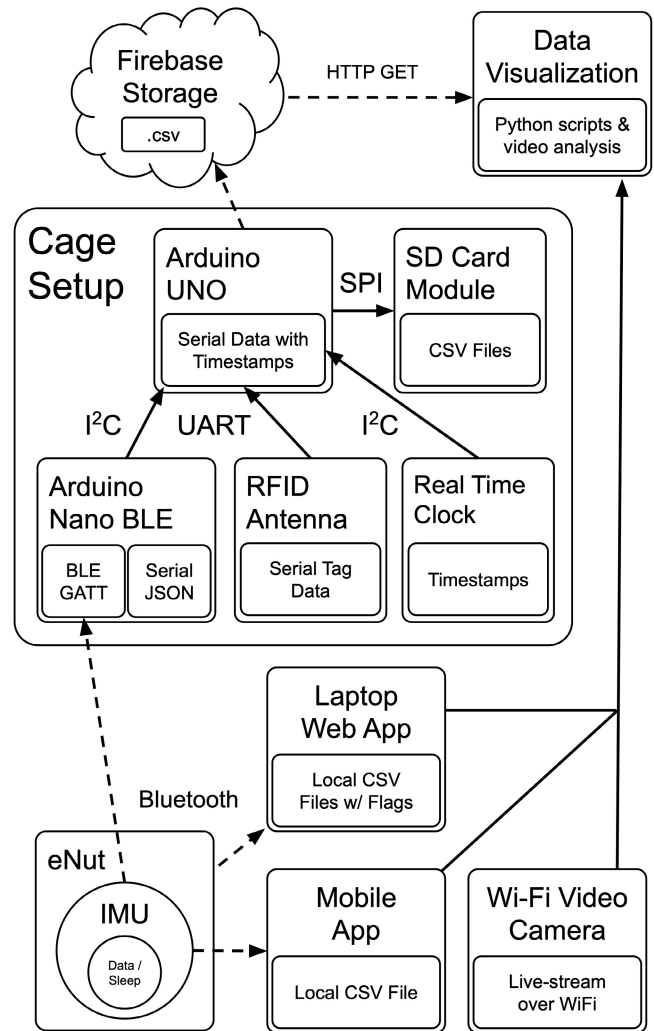 Firebase
Storage
.csv
HTTP GET
Data
Visualization
Python scripts &
video analysis
Cage
Setup
Arduino
UNO
Serial Data with
Timestamps
SPI
SD Card
Module
CSV Files
I²C
UART
I²C
Arduino
Nano BLE
BLE
GATT
Serial
JSON
RFID
Antenna
Serial Tag
Data
Real Time
Clock
Timestamps
Laptop
Web App
Local CSV
Files w/ Flags
Bluetooth
eNut
IMU
Data /
Sleep
Mobile
App
Local CSV File
Wi-Fi Video
Camera
Live-stream
over WiFi